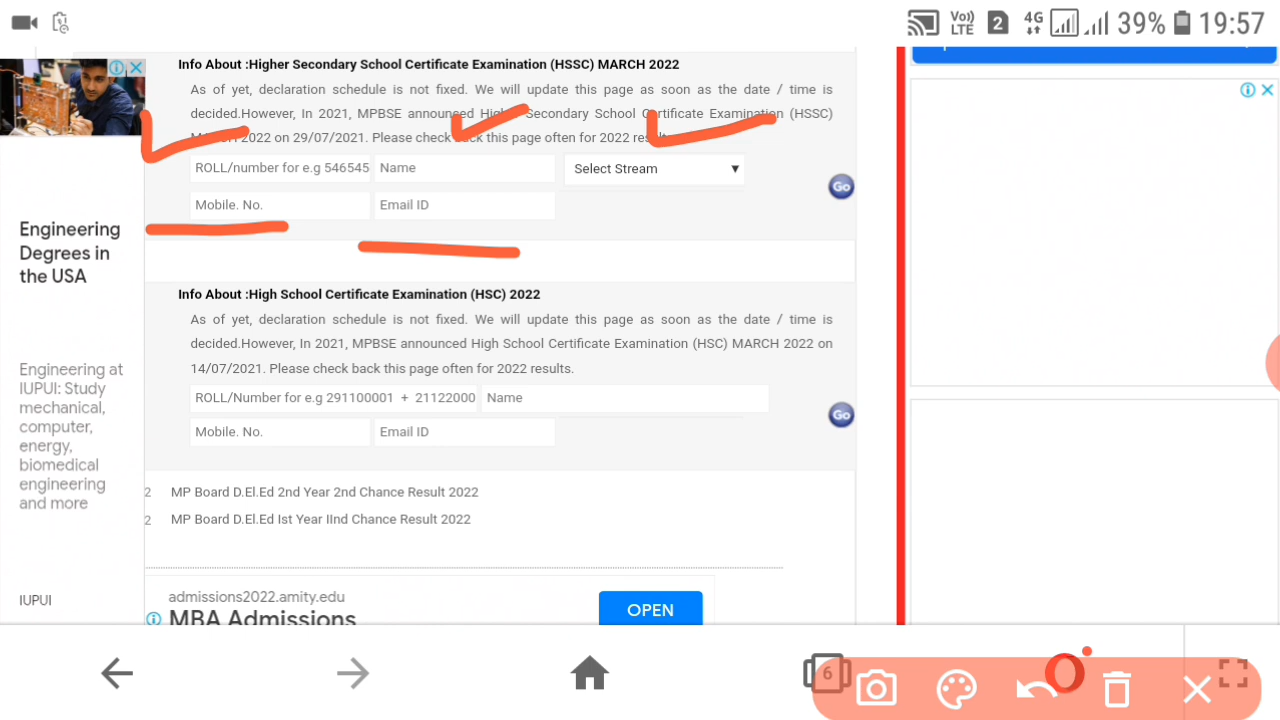 Vo))
LTE
2
4G
39%
19:57
Info About :Higher Secondary School Certificate Examination (HSSC) MARCH 2022
As of yet, declaration schedule is not fixed. We will update this page as soon as the date / time is
decided.However, In 2021, MPBSE announced Higher Secondary School Certificate Examination (HSSC)
MARCH 2022 on 29/07/2021. Please check back this page often for 2022 results.
ROLL/number for e.g 546545
Name
Select Stream
Go
Mobile. No.
Email ID
Engineering
Degrees in
the USA
Info About :High School Certificate Examination (HSC) 2022
As of yet, declaration schedule is not fixed. We will update this page as soon as the date / time is
decided.However, In 2021, MPBSE announced High School Certificate Examination (HSC) MARCH 2022 on
14/07/2021. Please check back this page often for 2022 results.
Engineering at
IUPUI: Study
mechanical,
computer,
energy,
biomedical
engineering
and more
ROLL/Number for e.g 291100001 + 21122000
Name
Go
Mobile. No.
Email ID
2 MP Board D.El.Ed 2nd Year 2nd Chance Result 2022
2 MP Board D.El.Ed Ist Year IInd Chance Result 2022
IUPUI
admissions2022.amity.edu
MBA Admissions
OPEN
6